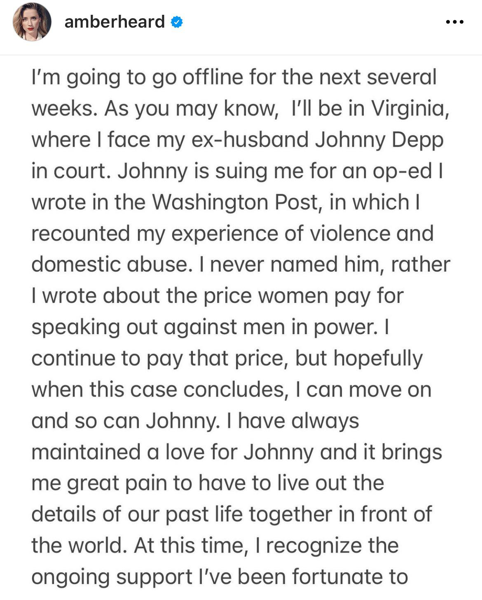 amberheard
I’m going to go offline for the next several
weeks. As you may know,  I’ll be in Virginia,
where I face my ex-husband Johnny Depp
in court. Johnny is suing me for an op-ed I
wrote in the Washington Post, in which I
recounted my experience of violence and
domestic abuse. I never named him, rather
I wrote about the price women pay for
speaking out against men in power. I
continue to pay that price, but hopefully
when this case concludes, I can move on
and so can Johnny. I have always
maintained a love for Johnny and it brings
me great pain to have to live out the
details of our past life together in front of
the world. At this time, I recognize the
ongoing support I’ve been fortunate to